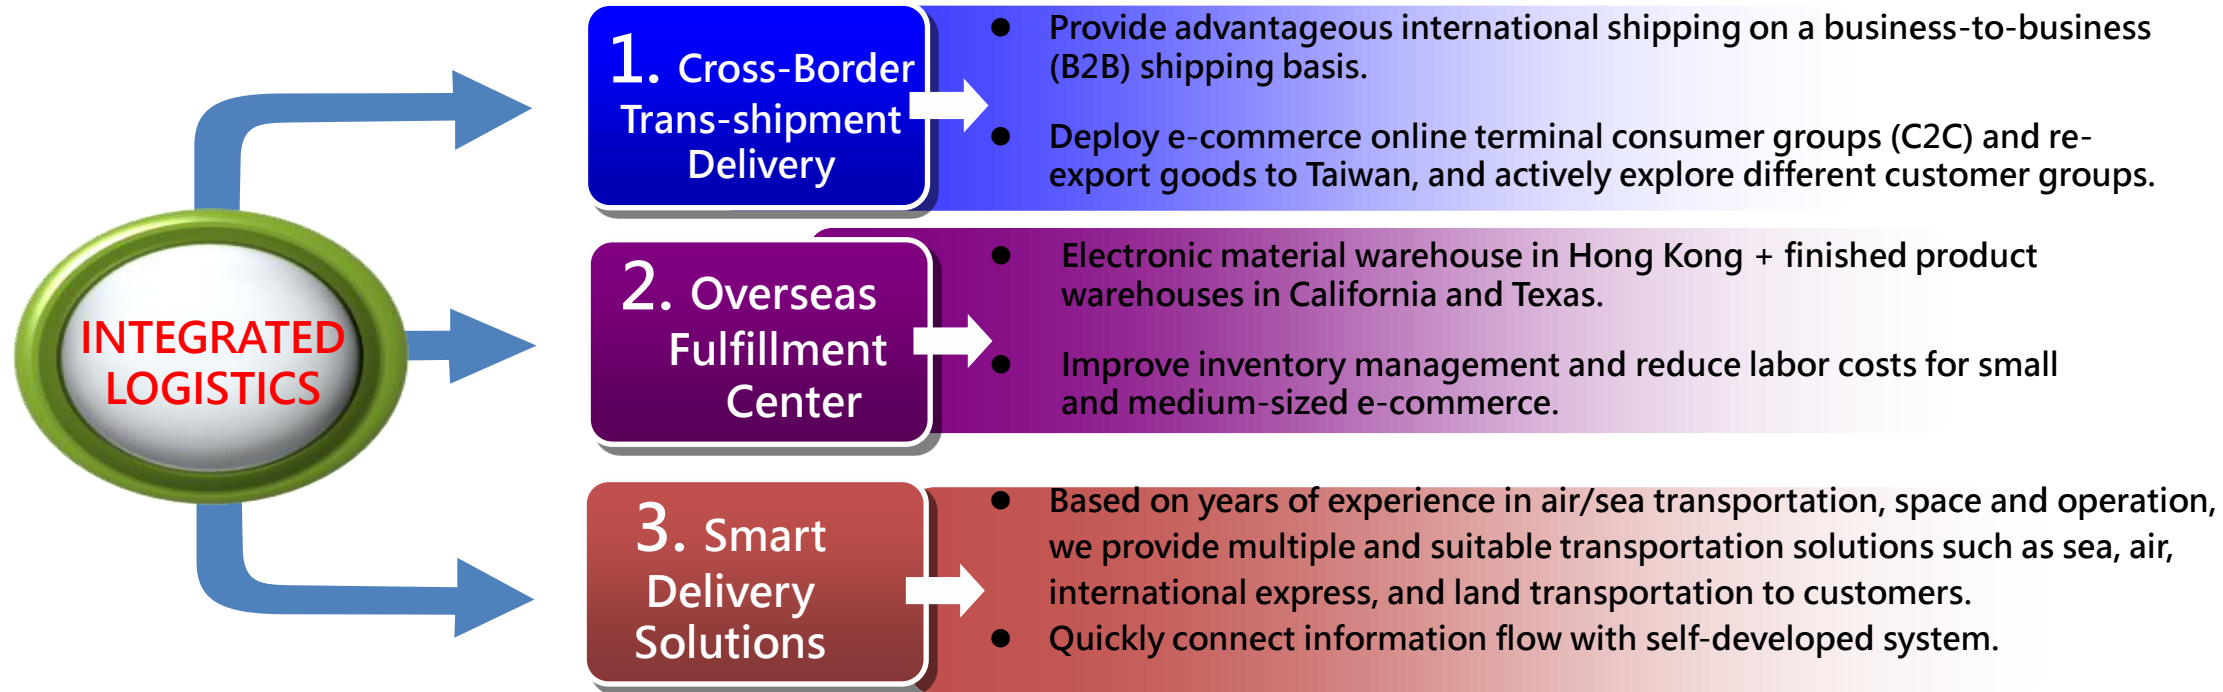 INTEGRATED
LOGISTICS
1. Cross-Border
Trans-shipment
Delivery
● Provide advantageous international shipping on a business-to-business
(B2B) shipping basis.
● Deploy e-commerce online terminal consumer groups (C2C) and re-
export goods to Taiwan, and actively explore different customer groups.
2. Overseas
Fulfillment
Center
● Electronic material warehouse in Hong Kong + finished product
warehouses in California and Texas.
● Improve inventory management and reduce labor costs for small
and medium-sized e-commerce.
3. Smart
Delivery
Solutions
● Based on years of experience in air/sea transportation, space and operation,
we provide multiple and suitable transportation solutions such as sea, air,
international express, and land transportation to customers.
● Quickly connect information flow with self-developed system.